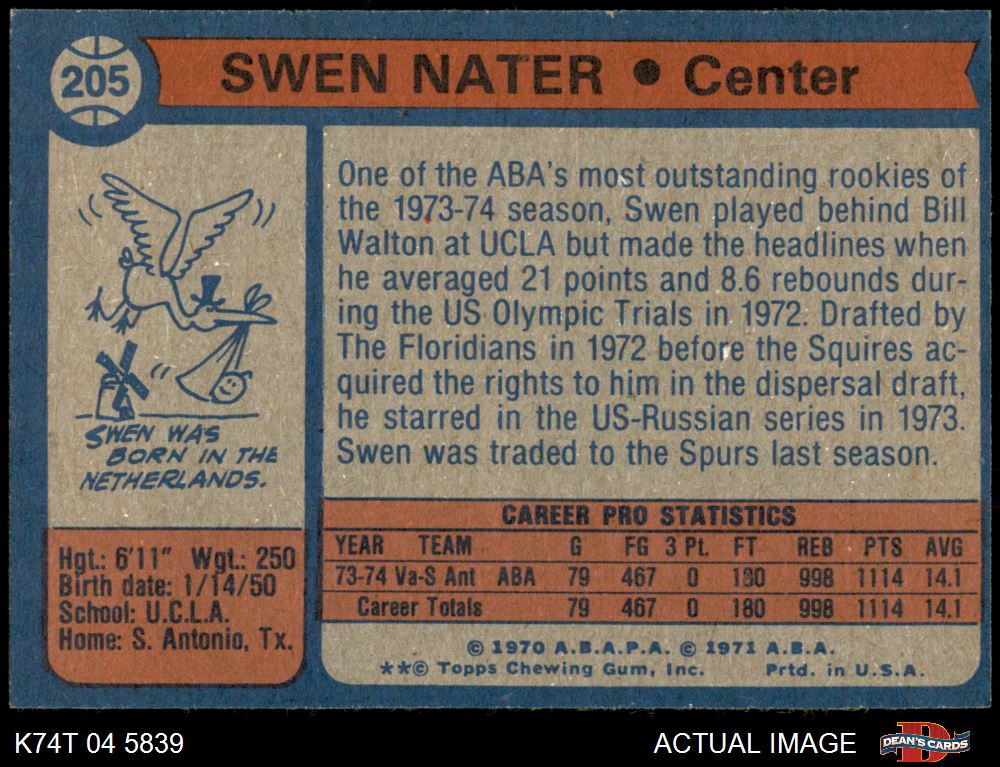 205
SWEN NATER • Center
SWEN WAS
BORN IN THE
NETHERLANDS.
Hgt.: 6'11" Wgt.: 250
Birth date: 1/14/50
School: U.C.L.A.
Home: S. Antonio, Tx.
One of the ABA's most outstanding rookies of
the 1973-74 season, Swen played behind Bill
Walton at UCLA but made the headlines when
he averaged 21 points and 8.6 rebounds dur-
ing the US Olympic Trials in 1972. Drafted by
The Floridians in 1972 before the Squires ac-
quired the rights to him in the dispersal draft,
he starred in the US-Russian series in 1973.
Swen was traded to the Spurs last season.
CAREER PRO STATISTICS
YEAR TEAM G FG 3 Pt. FT REB PTS AVG
73-74 Va-S Ant ABA 79 467 0 180 998 1114 14.1
Career Totals 79 467 0 180 998 1114 14.1
© 1970 A.B.A.P.A. © 1971 A.B.A.
**© Topps Chewing Gum, Inc. Prtd. in U.S.A.
K74T 04 5839
ACTUAL IMAGE
DEAN'S CARDS